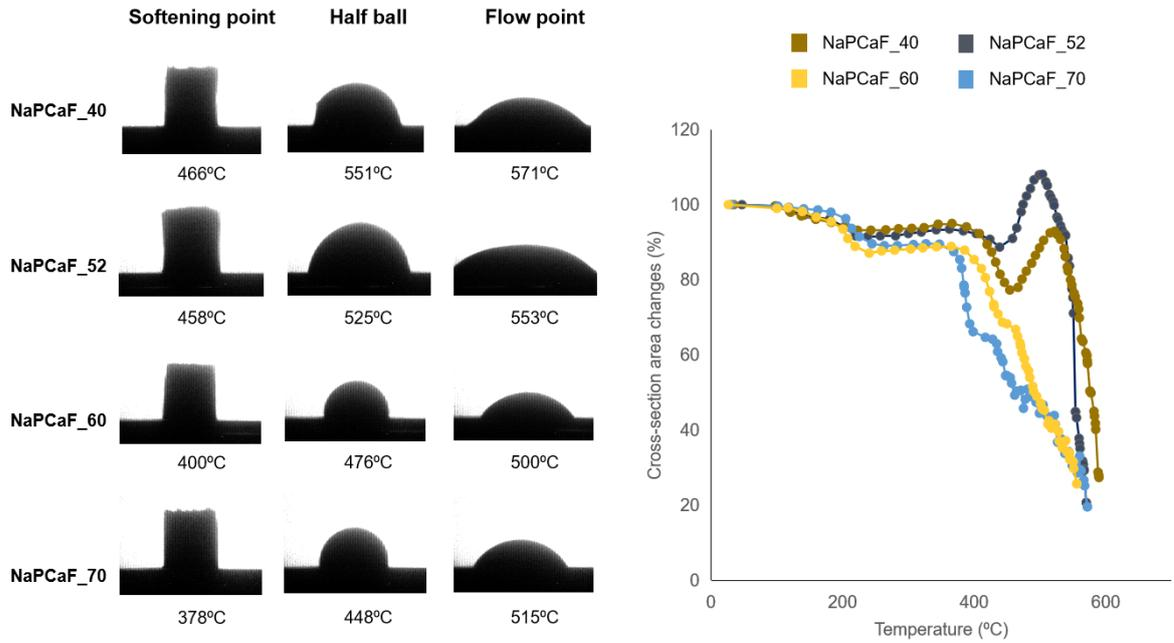 Softening point Half ball Flow point
NaPCaF_40
466ºC 551ºC 571ºC
NaPCaF_52
458ºC 525ºC 553ºC
NaPCaF_60
400ºC 476ºC 500ºC
NaPCaF_70
378ºC 448ºC 515ºC
NaPCaF_40 NaPCaF_52
NaPCaF_60 NaPCaF_70
Cross-section area changes (%)
120
100
80
60
40
20
0
0 200 400 600
Temperature (ºC)